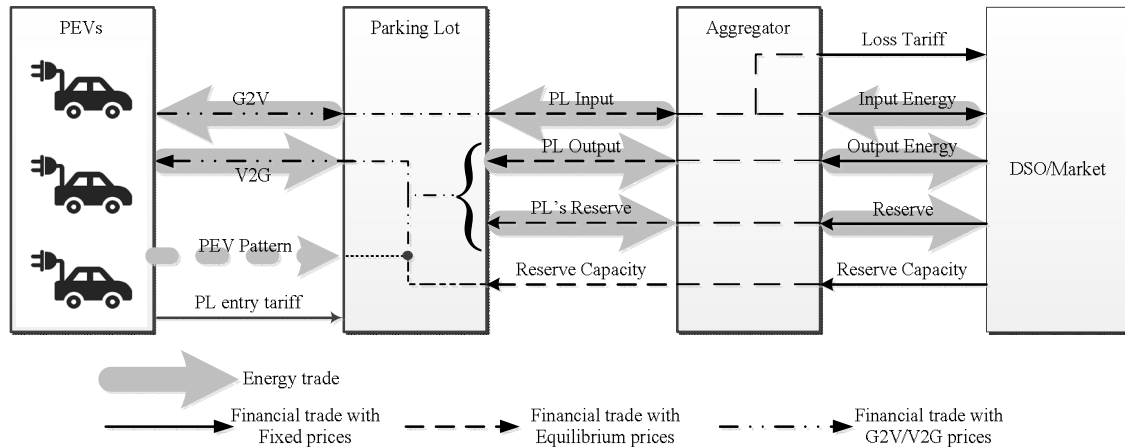 PEVs
Parking Lot
Aggregator
DSO/Market
Loss Tariff
G2V
PL Input
Input Energy
V2G
PL Output
Output Energy
PL's Reserve
Reserve
PEV Pattern
Reserve Capacity
Reserve Capacity
PL entry tariff
Energy trade
Financial trade with
Fixed prices
Financial trade with
Equilibrium prices
Financial trade with
G2V/V2G prices